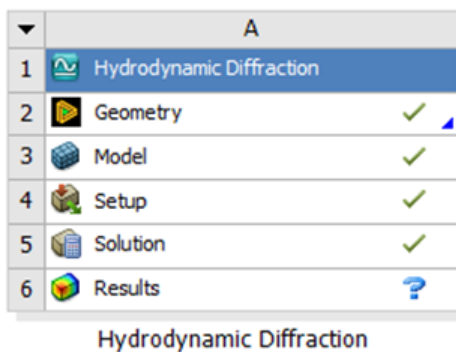 A
1 Hydrodynamic Diffraction
2 Geometry
3 Model
4 Setup
5 Solution
6 Results ?
Hydrodynamic Diffraction